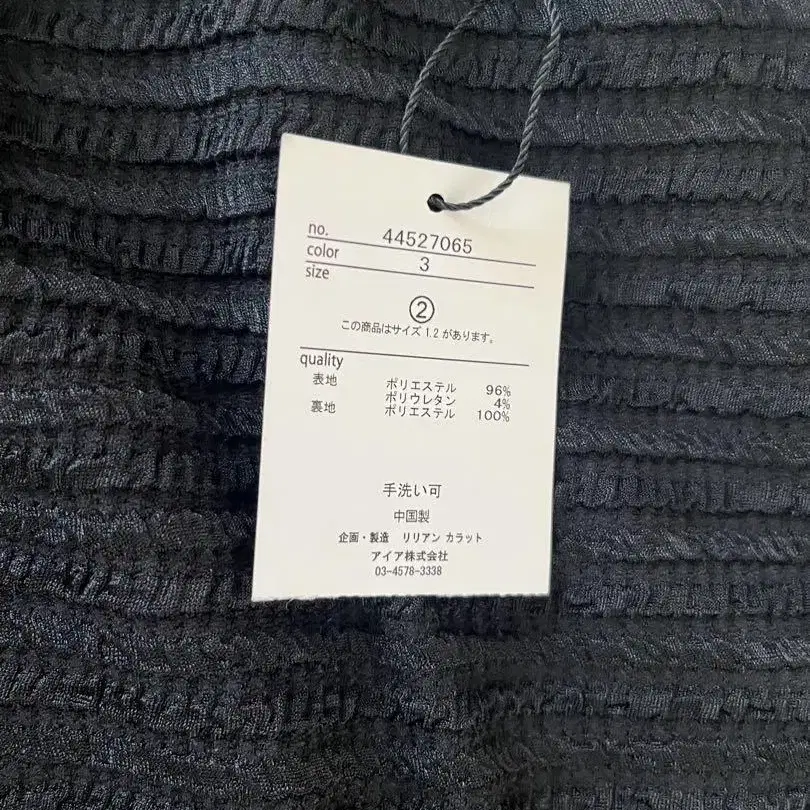 no. 44527065
color 3
size
②
この商品はサイズ 1.2 があります。
quality
表地 ポリエステル 96%
ポリウレタン 4%
裏地 ポリエステル 100%
手洗い可
中国製
企画・製造 リリアン カラット
アイア株式会社
03-4578-3338